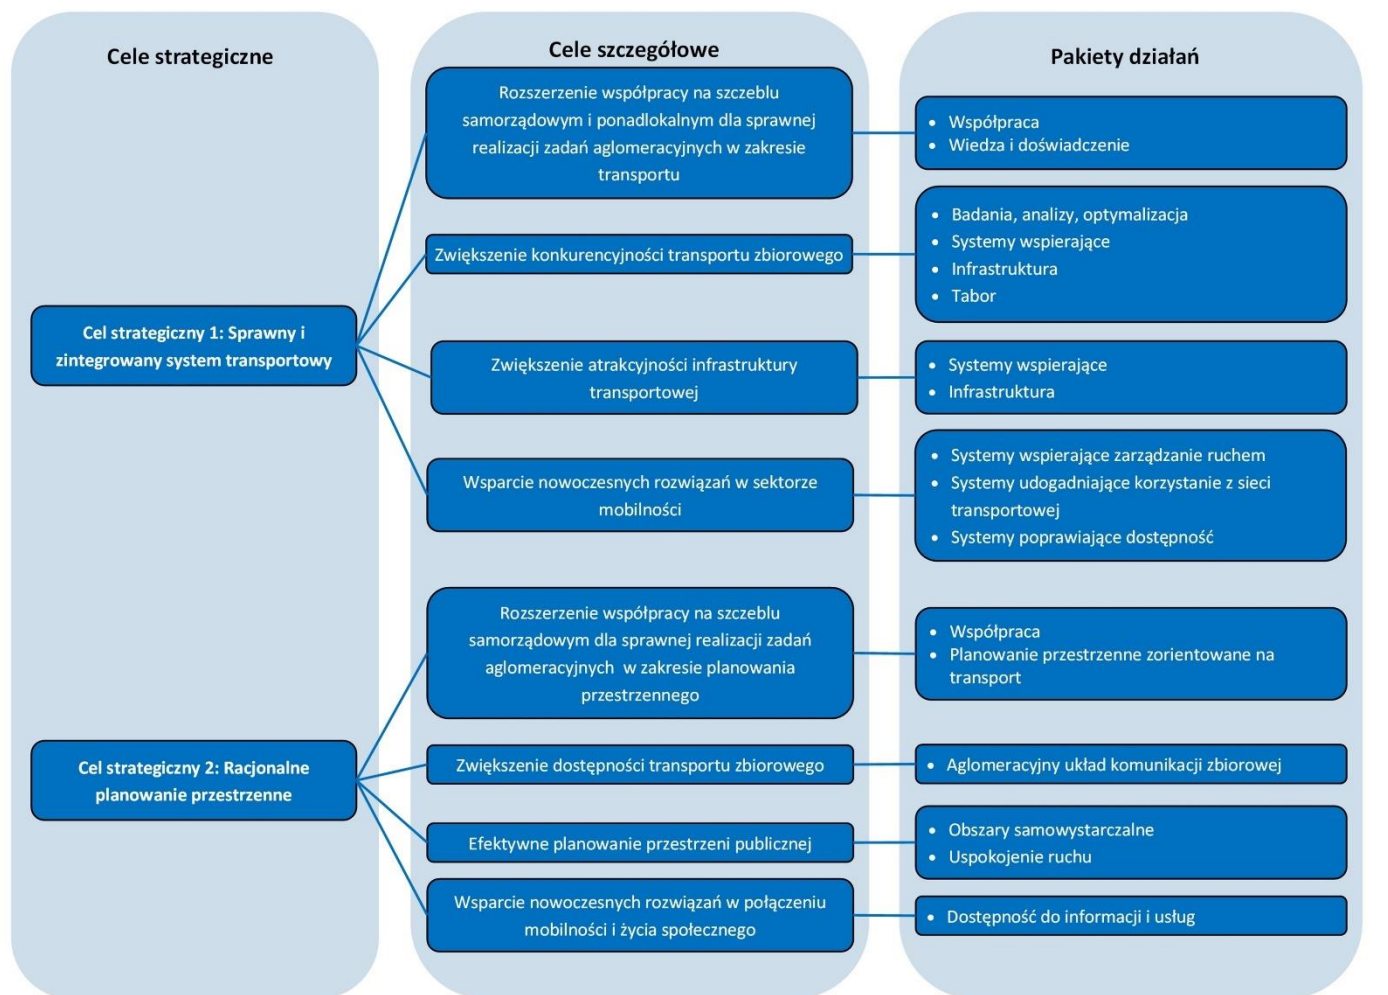 Cele strategiczne
Cele szczegółowe
Pakiety działań
Cel strategiczny 1: Sprawny i
zintegrowany system transportowy
Rozszerzenie współpracy na szczeblu
samorządowym i ponadlokalnym dla sprawnej
realizacji zadań aglomeracyjnych w zakresie
transportu
• Współpraca
• Wiedza i doświadczenie
Zwiększenie konkurencyjności transportu zbiorowego
• Badania, analizy, optymalizacja
• Systemy wspierające
• Infrastruktura
• Tabor
Zwiększenie atrakcyjności infrastruktury
transportowej
• Systemy wspierające
• Infrastruktura
Wsparcie nowoczesnych rozwiązań w sektorze
mobilności
• Systemy wspierające zarządzanie ruchem
• Systemy udogadniające korzystanie z sieci
transportowej
• Systemy poprawiające dostępność
Cel strategiczny 2: Racjonalne
planowanie przestrzenne
Rozszerzenie współpracy na szczeblu
samorządowym dla sprawnej realizacji zadań
aglomeracyjnych w zakresie planowania
przestrzennego
• Współpraca
• Planowanie przestrzenne zorientowane na
transport
Zwiększenie dostępności transportu zbiorowego
• Aglomeracyjny układ komunikacji zbiorowej
Efektywne planowanie przestrzeni publicznej
• Obszary samowystarczalne
• Uspokojenie ruchu
Wsparcie nowoczesnych rozwiązań w połączeniu
mobilności i życia społecznego
• Dostępność do informacji i usług